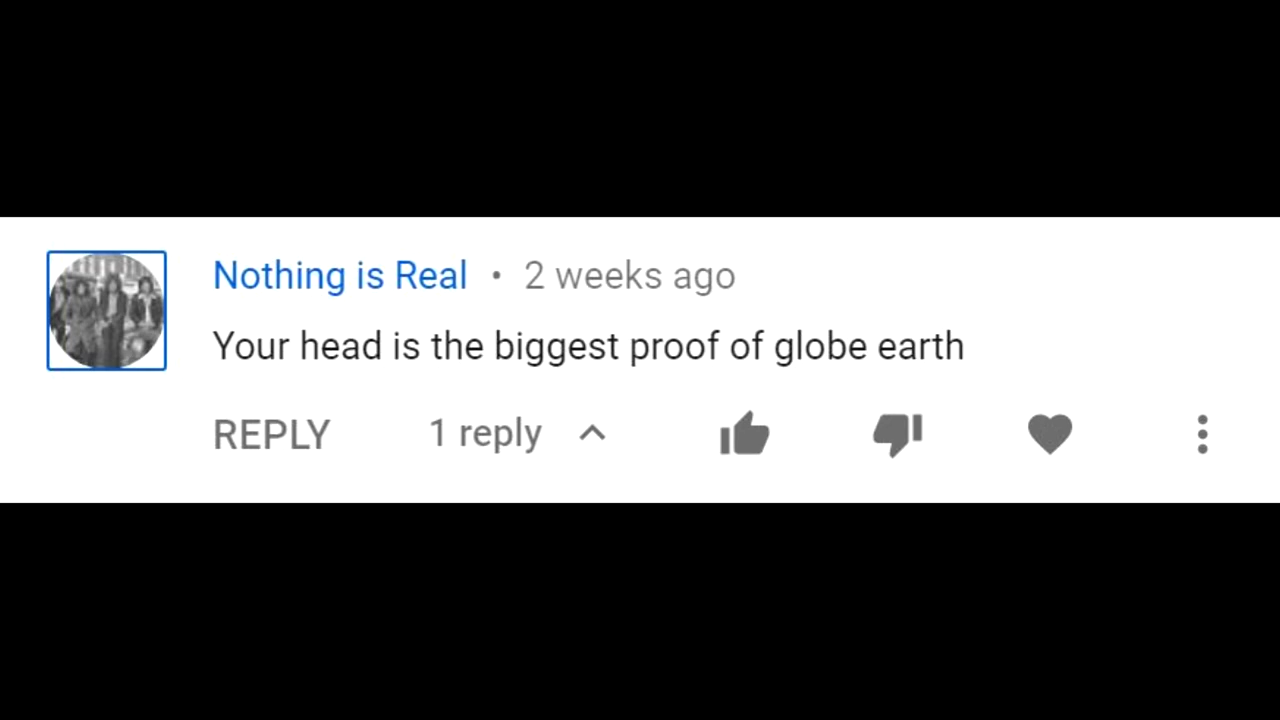 Nothing is Real • 2 weeks ago
Your head is the biggest proof of globe earth
REPLY 1 reply